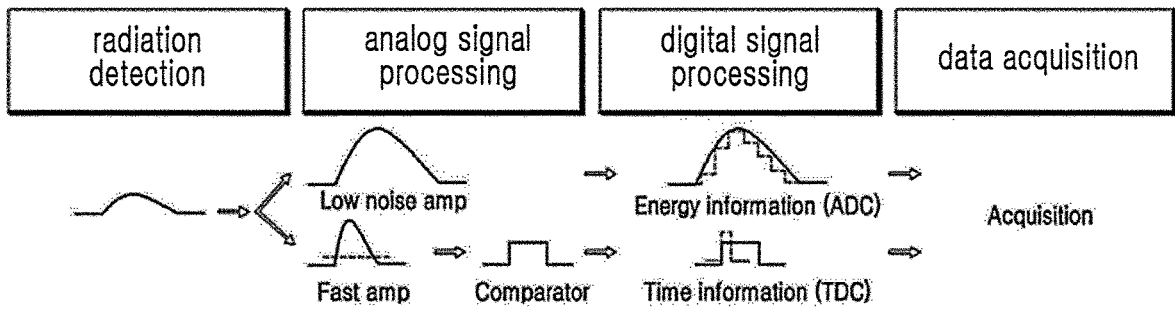 radiation
detection
analog signal
processing
digital signal
processing
data acquisition
Low noise amp
Energy information (ADC)
Acquisition
Fast amp
Comparator
Time information (TDC)